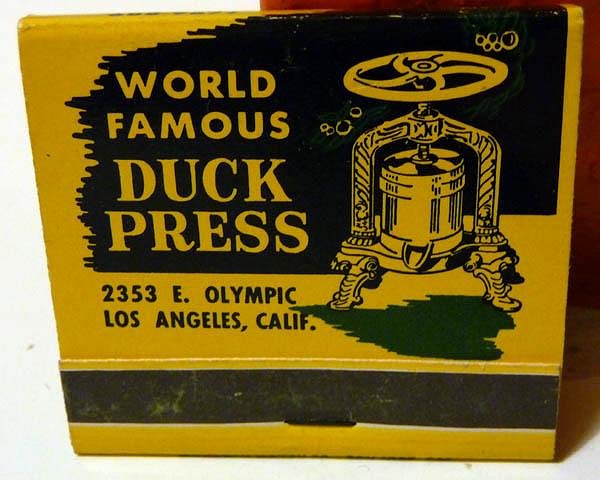 WORLD
FAMOUS
DUCK
PRESS
2353 E. OLYMPIC
LOS ANGELES, CALIF.